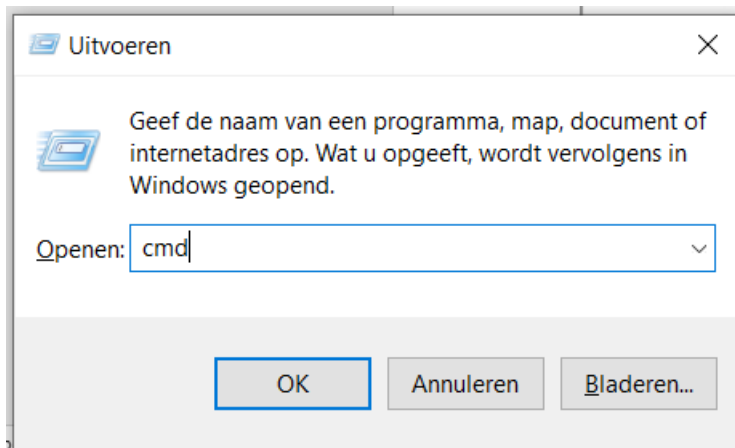 Uitvoeren
Geef de naam van een programma, map, document of
internetadres op. Wat u opgeeft, wordt vervolgens in
Windows geopend.
Openen: cmd
OK Annuleren Bladeren...